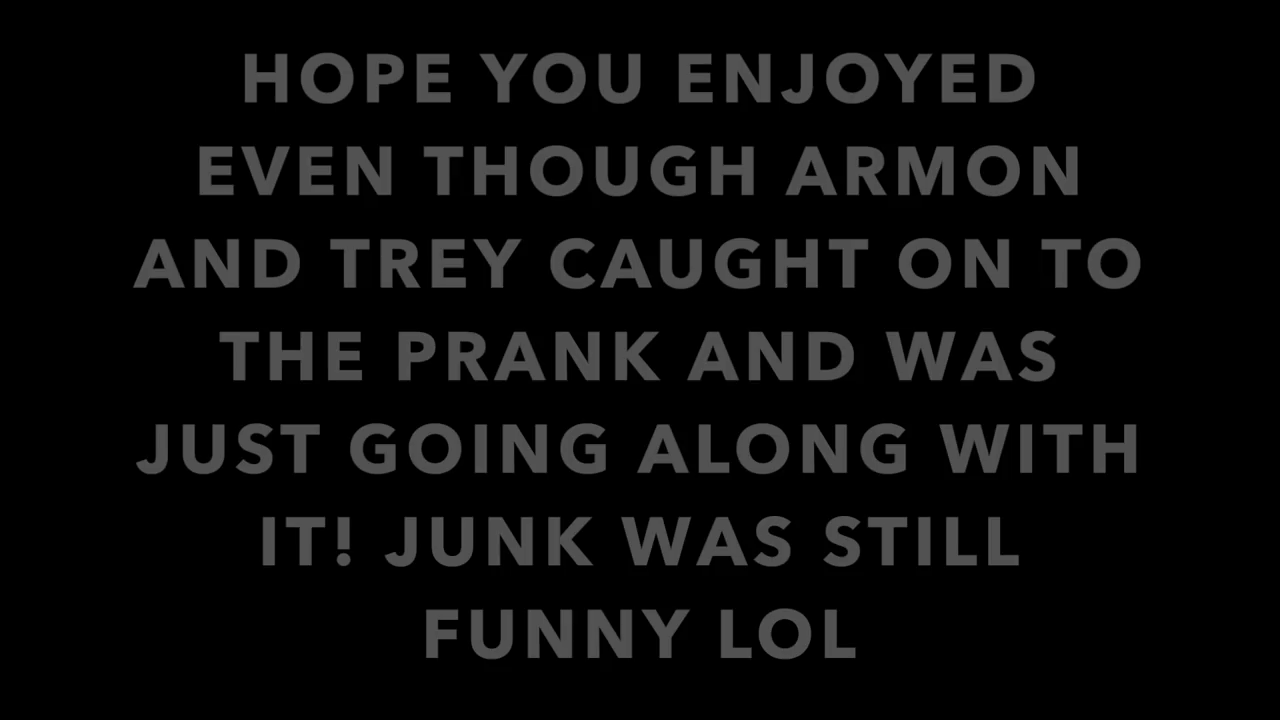 HOPE YOU ENJOYED
EVEN THOUGH ARMON
AND TREY CAUGHT ON TO
THE PRANK AND WAS
JUST GOING ALONG WITH
IT! JUNK WAS STILL
FUNNY LOL